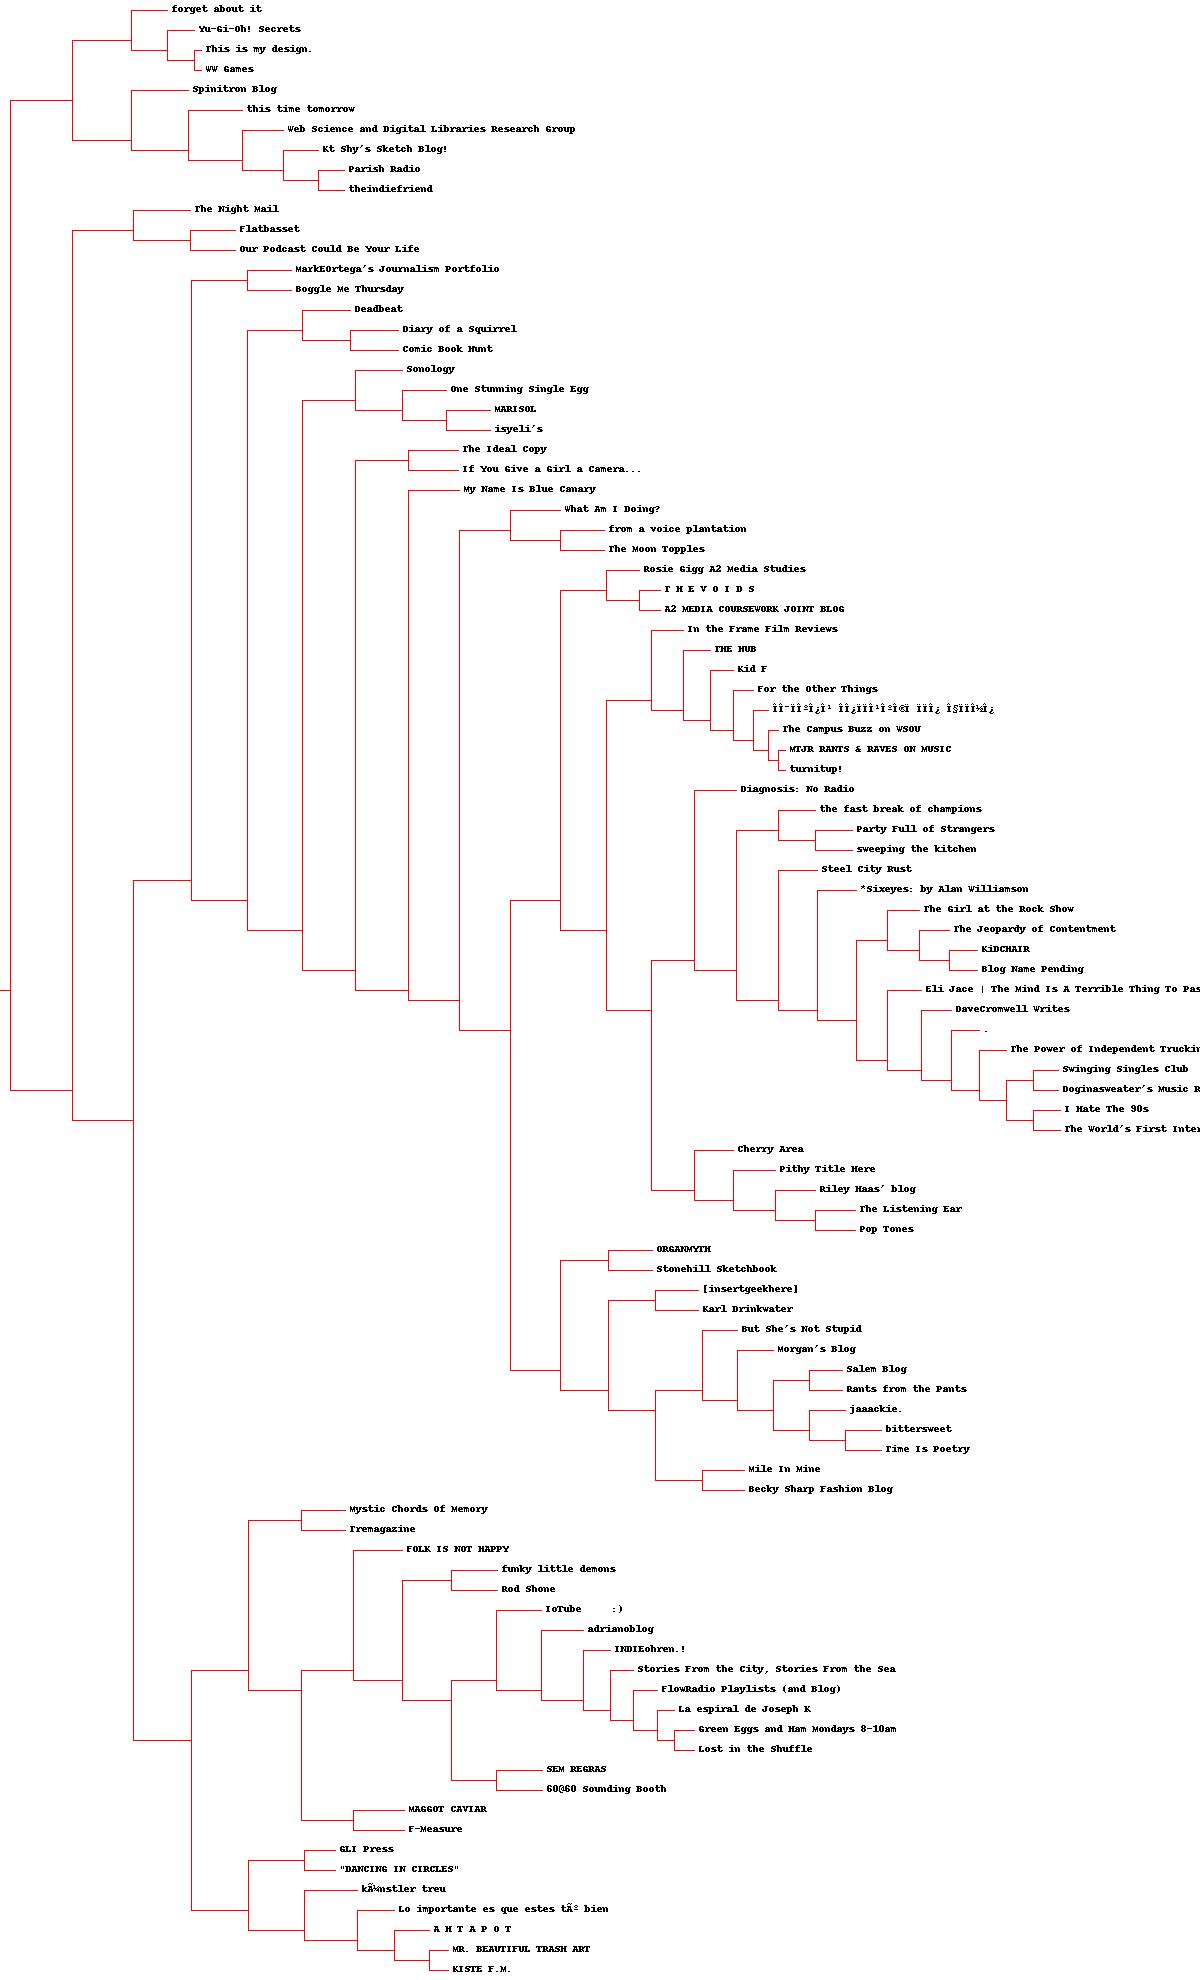 forget about it
Yu-Gi-Oh! Secrets
This is my design.
WW Games
Spinitron Blog
this time tomorrow
Web Science and Digital Libraries Research Group
Kt Shy's Sketch Blog!
Parish Radio
theindiefriend
The Night Mail
Flatbasset
Our Podcast Could Be Your Life
MarkEOrtega's Journalism Portfolio
Boggle Me Thursday
Deadbeat
Diary of a Squirrel
Comic Book Hunt
Sonology
One Stunning Single Egg
MARISOL
isyeli's
The Ideal Copy
If You Give a Girl a Camera...
My Name Is Blue Canary
What Am I Doing?
from a voice plantation
The Moon Topples
Rosie Gigg A2 Media Studies
T H E V O I D S
A2 MEDIA COURSEWORK JOINT BLOG
In the Frame Film Reviews
THE HUB
Kid F
For the Other Things
The Campus Buzz on WSOU
MTJR RANTS & RAVES ON MUSIC
turnitup!
Diagnosis: No Radio
the fast break of champions
Party Full of Strangers
sweeping the kitchen
Steel City Rust
*Sixeyes: by Alan Williamson
The Girl at the Rock Show
The Jeopardy of Contentment
KiDCHAIR
Blog Name Pending
Eli Jace | The Mind Is A Terrible Thing To Pas
DaveCromwell Writes
.
The Power of Independent Truckin
Swinging Singles Club
Doginasweater's Music R
I Hate The 90s
The World's First Inter
Cherry Area
Pithy Title Here
Riley Haas' blog
The Listening Ear
Pop Tones
ORGANMYTH
Stonehill Sketchbook
[insertgeekhere]
Karl Drinkwater
But She's Not Stupid
Morgan's Blog
Salem Blog
Rants from the Pants
jaaackie.
bittersweet
Time Is Poetry
Mile In Mine
Becky Sharp Fashion Blog
Mystic Chords Of Memory
Tremagazine
FOLK IS NOT HAPPY
funky little demons
Rod Shone
IoTube :)
adrianoblog
INDIEohren.!
Stories From the City, Stories From the Sea
FlowRadio Playlists (and Blog)
La espiral de Joseph K
Green Eggs and Ham Mondays 8-10am
Lost in the Shuffle
SEM REGRAS
60@60 Sounding Booth
MAGGOT CAVIAR
F-Measure
GLI Press
"DANCING IN CIRCLES"
kÃ¼nstler treu
Lo importante es que estes tÃº bien
A H T A P O T
MR. BEAUTIFUL TRASH ART
KISTE F.M.